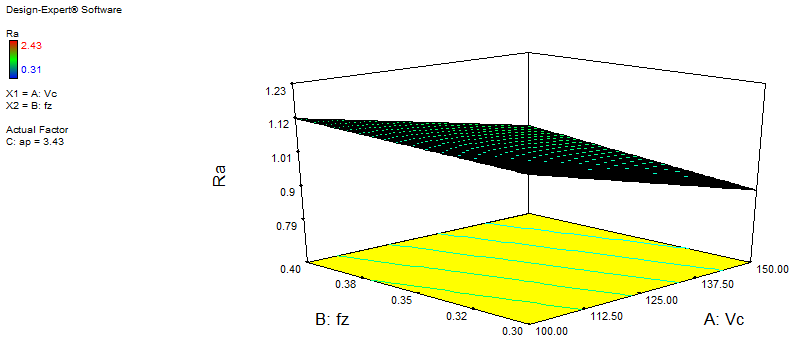 Design-Expert® Software
Ra
2.43
0.31
X1 = A: Vc
X2 = B: fz
Actual Factor
C: ap = 3.43
1.23
1.12
1.01
0.9
0.79
Ra
0.40
0.38
0.35
0.32
0.30
100.00
112.50
125.00
137.50
150.00
B: fz
A: Vc